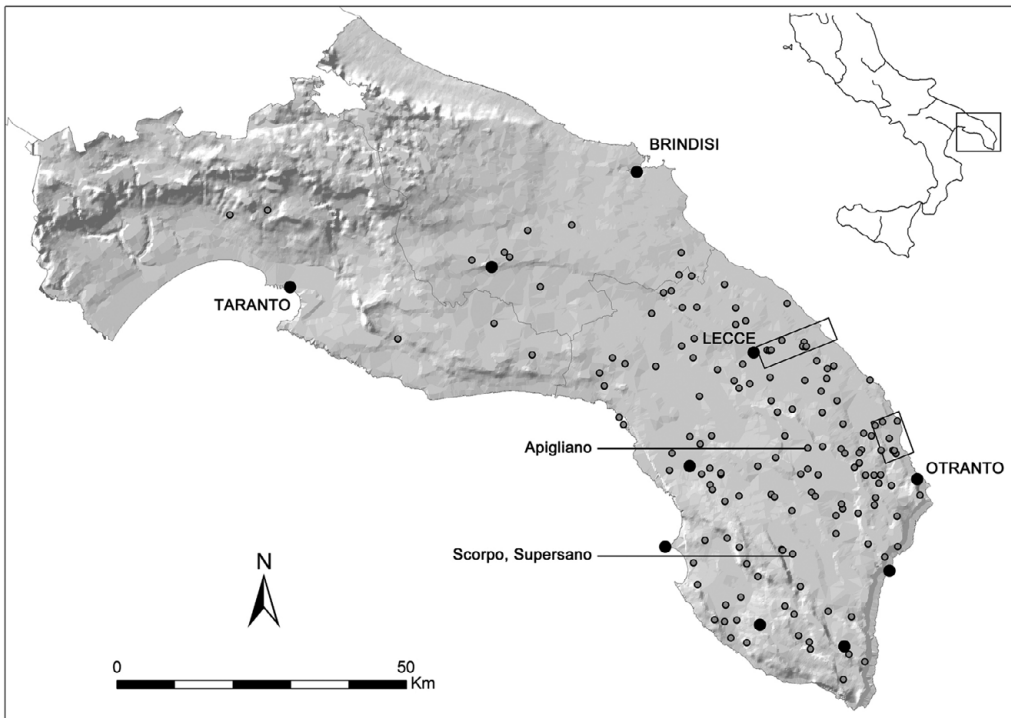 BRINDISI
TARANTO
LECCE
Apigliano
OTRANTO
Scorpo, Supersano
N
0 50
Km